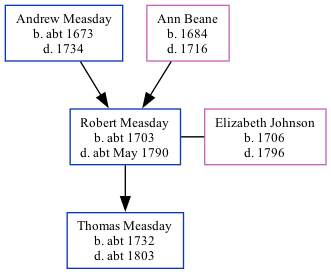 Andrew Measday
b. abt 1673
d. 1734
Ann Beane
b. 1684
d. 1716
Robert Measday
b. abt 1703
d. abt May 1790
Elizabeth Johnson
b. 1706
d. 1796
Thomas Measday
b. abt 1732
d. abt 1803